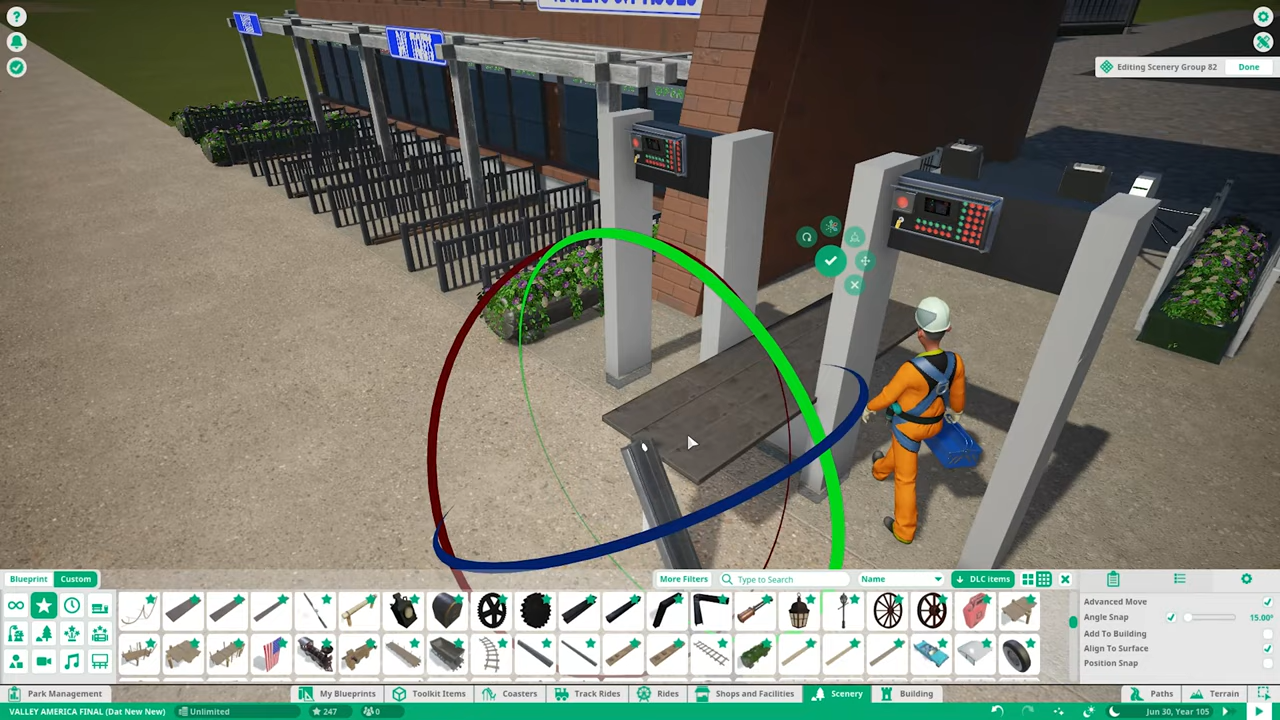 Editing Scenery Group 82 Done
Blueprint Custom More Filters Type to Search Name DLC items
Advanced Move
Angle Snap 15.00°
Add To Building
Align To Surface
Position Snap
Park Management My Blueprints Toolkit Items Coasters Track Rides Rides Shops and Facilities Scenery Building Paths Terrain
VALLEY AMERICA FINAL (Dat New New) Unlimited 247 0 Jun 30, Year 105